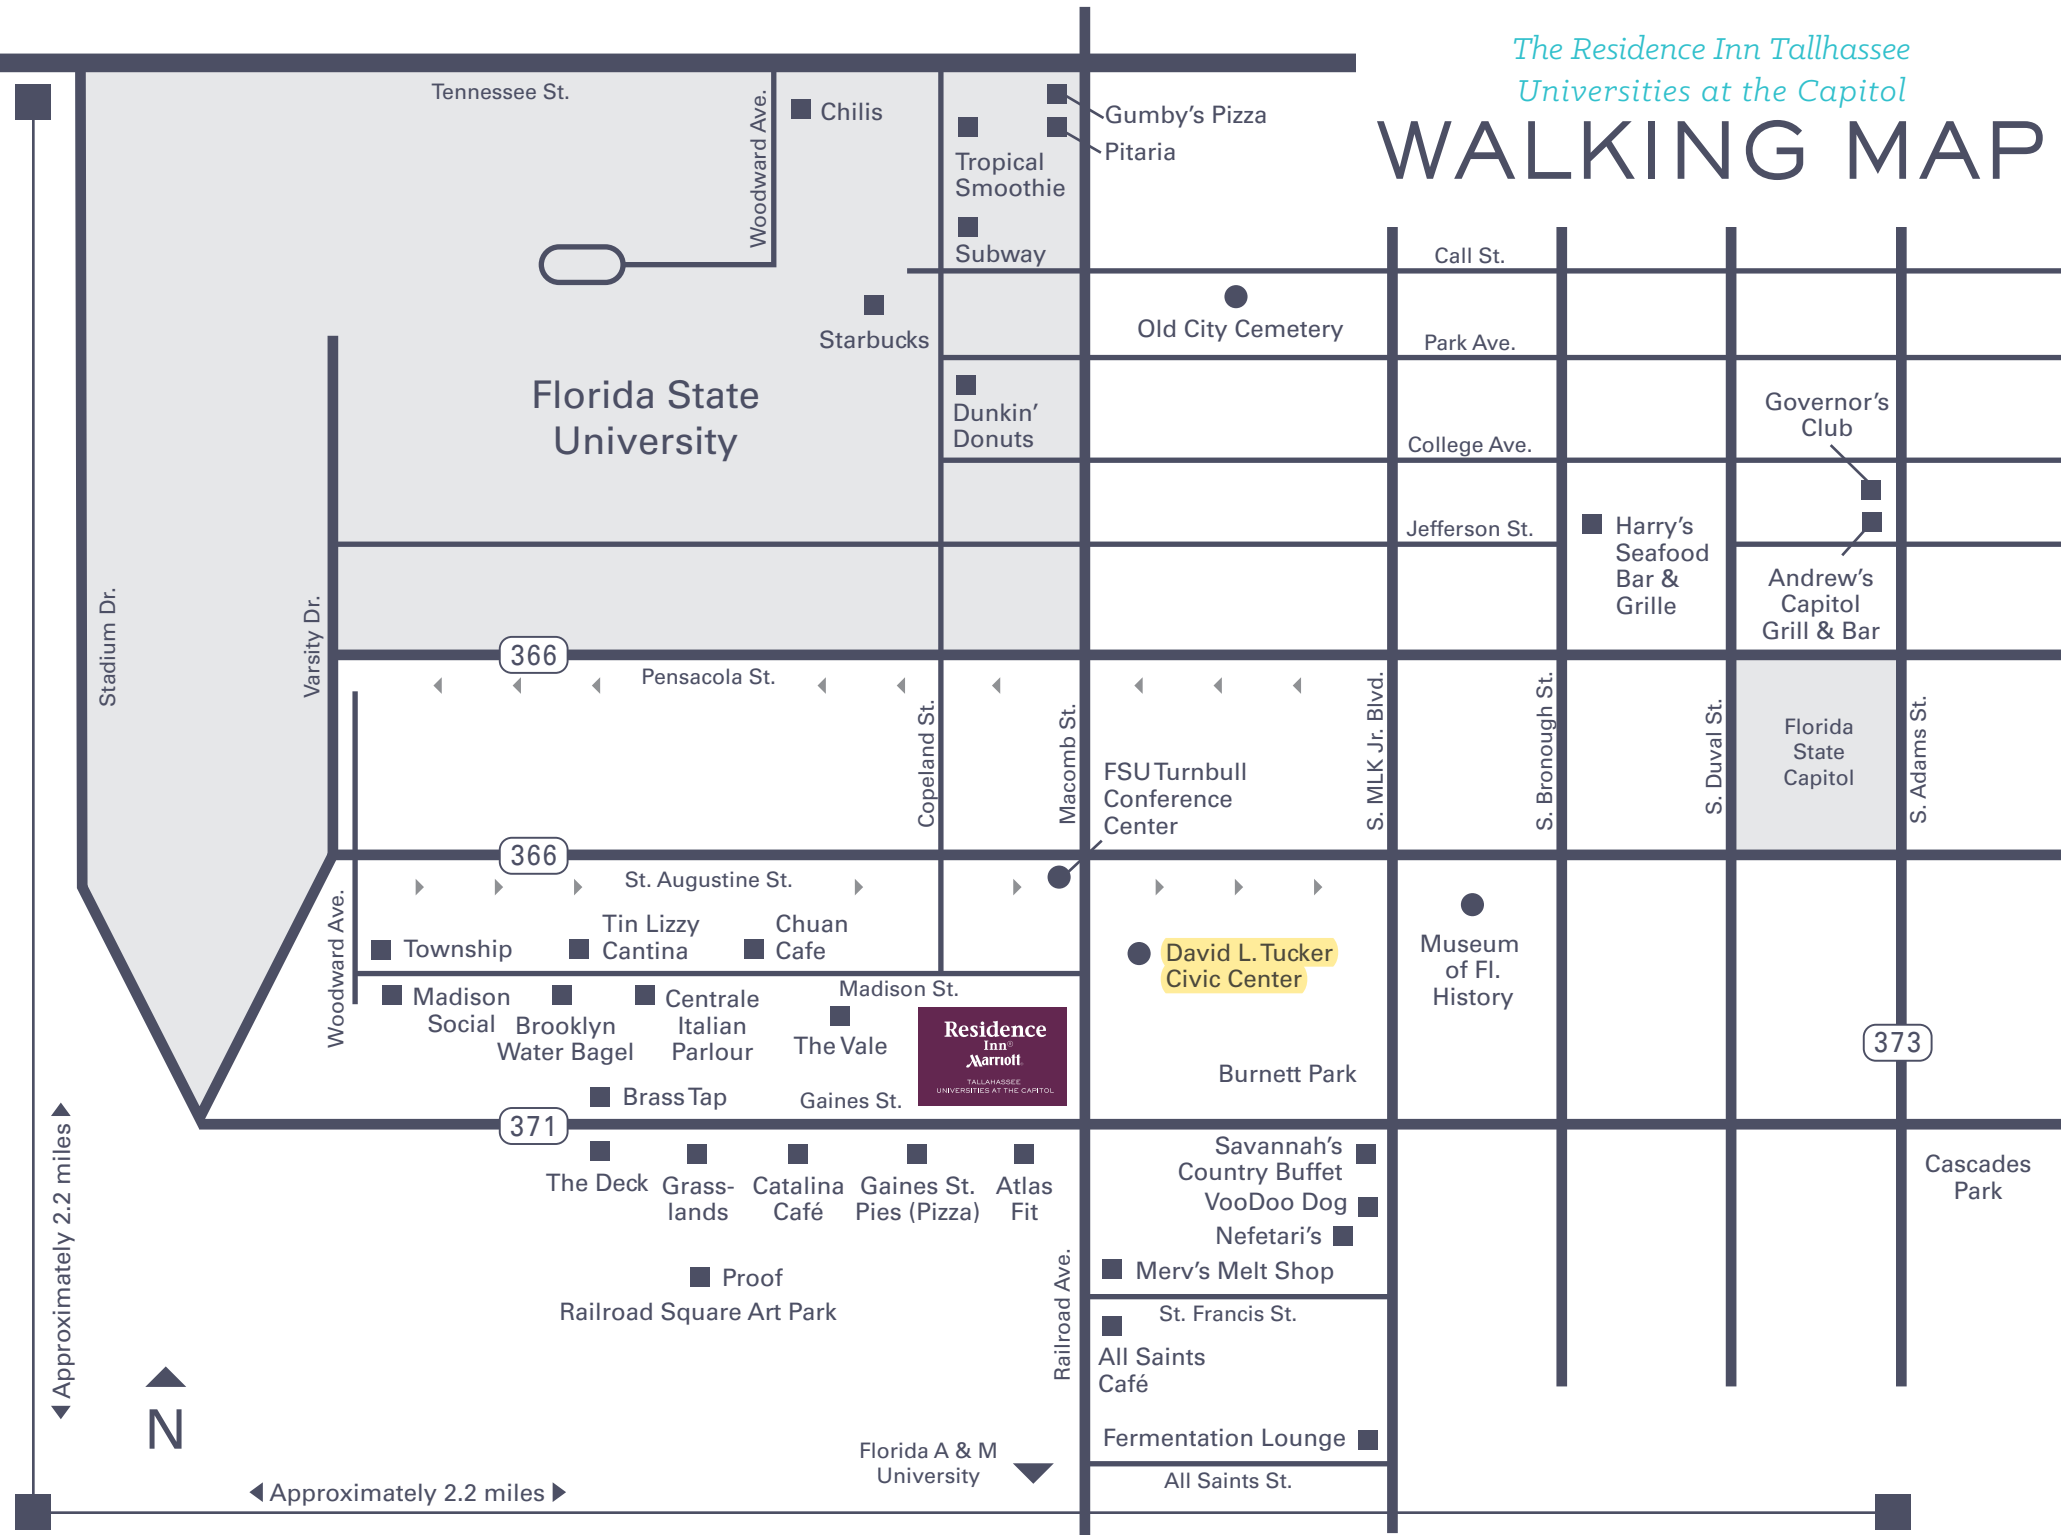 The Residence Inn Tallhassee
Universities at the Capitol
WALKING MAP
Tennessee St.
Woodward Ave.
Chilis
Gumby's Pizza
Pitaria
Tropical
Smoothie
Subway
Call St.
Starbucks
Old City Cemetery
Park Ave.
Florida State
University
Dunkin'
Donuts
College Ave.
Governor's
Club
Jefferson St.
Harry's
Seafood
Bar &
Grille
Andrew's
Capitol
Grill & Bar
Stadium Dr.
Varsity Dr.
366
Pensacola St.
Copeland St.
Macomb St.
S. MLK Jr. Blvd.
S. Bronough St.
S. Duval St.
Florida
State
Capitol
S. Adams St.
FSU Turnbull
Conference
Center
366
St. Augustine St.
Woodward Ave.
Township
Tin Lizzy
Cantina
Chuan
Cafe
David L. Tucker
Civic Center
Museum
of Fl.
History
Madison St.
Madison
Social
Brooklyn
Water Bagel
Centrale
Italian
Parlour
The Vale
Residence
Inn®
Marriott
TALLAHASSEE
UNIVERSITIES AT THE CAPITOL
Burnett Park
373
Brass Tap
Gaines St.
371
The Deck
Grass-
lands
Catalina
Café
Gaines St.
Pies (Pizza)
Atlas
Fit
Savannah's
Country Buffet
VooDoo Dog
Nefetari's
Merv's Melt Shop
Cascades
Park
Proof
Railroad Square Art Park
Railroad Ave.
St. Francis St.
All Saints
Café
Fermentation Lounge
All Saints St.
Florida A & M
University
Approximately 2.2 miles
N
Approximately 2.2 miles